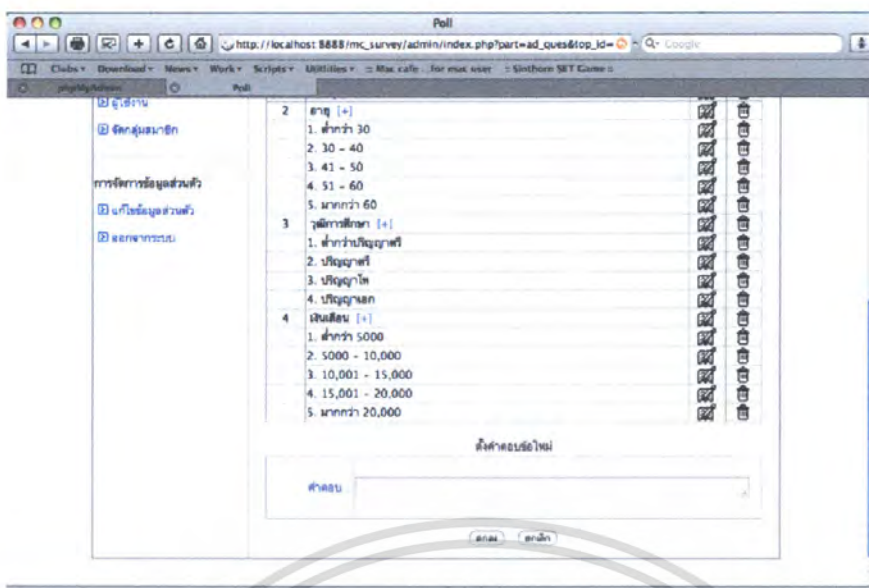 Poll
http://localhost:8888/mc_survey/admin/index.php?part=ad_ques&top_id=
Google
Clubs Download News Work Scripts Utilities :: Mac cafe ...for mac user :: Sinthorn SET Game ::
phpMyAdmin Poll
ผู้ใช้งาน
จัดกลุ่มสมาชิก
การจัดการข้อมูลส่วนตัว
แก้ไขข้อมูลส่วนตัว
ออกจากระบบ
2 อายุ [+]
1. ต่ำกว่า 30
2. 30 - 40
3. 41 - 50
4. 51 - 60
5. มากกว่า 60
3 วุฒิการศึกษา [+]
1. ต่ำกว่าปริญญาตรี
2. ปริญญาตรี
3. ปริญญาโท
4. ปริญญาเอก
4 เงินเดือน [+]
1. ต่ำกว่า 5000
2. 5000 - 10,000
3. 10,001 - 15,000
4. 15,001 - 20,000
5. มากกว่า 20,000
ตั้งคำตอบข้อใหม่
คำตอบ
ตกลง ยกเลิก